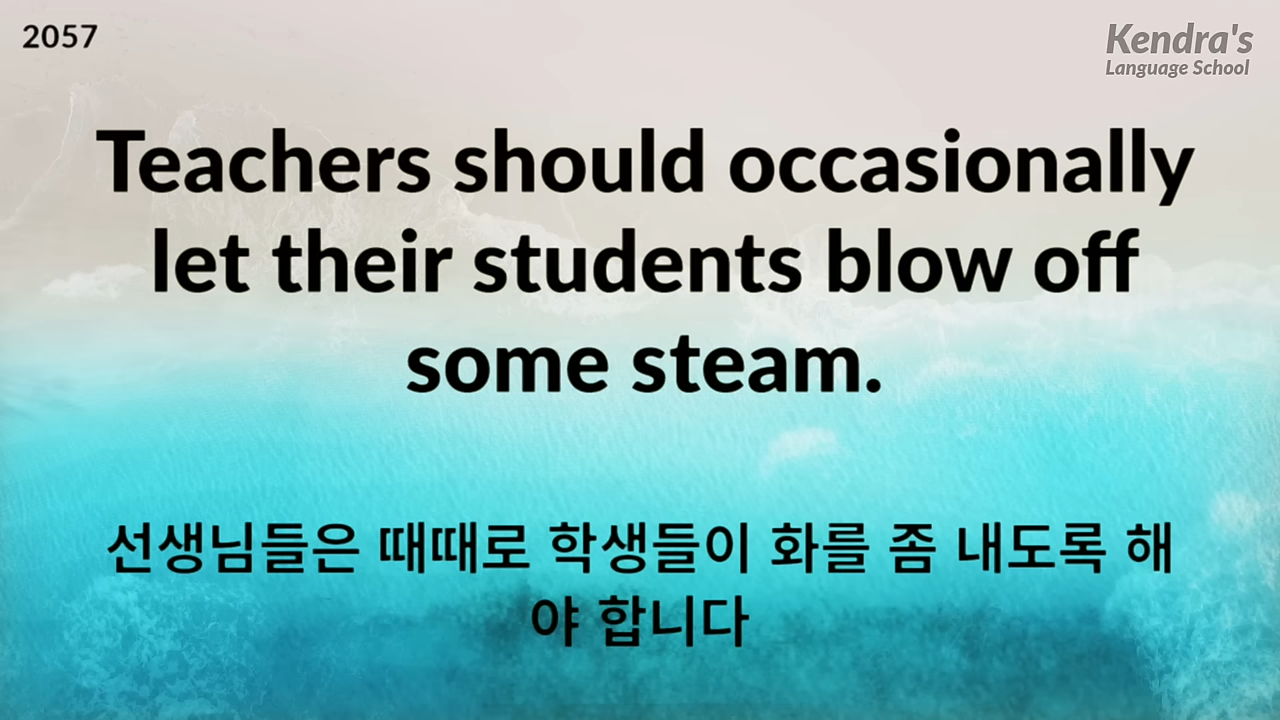 2057
Kendra's
Language School
Teachers should occasionally
let their students blow off
some steam.
선생님들은 때때로 학생들이 화를 좀 내도록 해
야 합니다